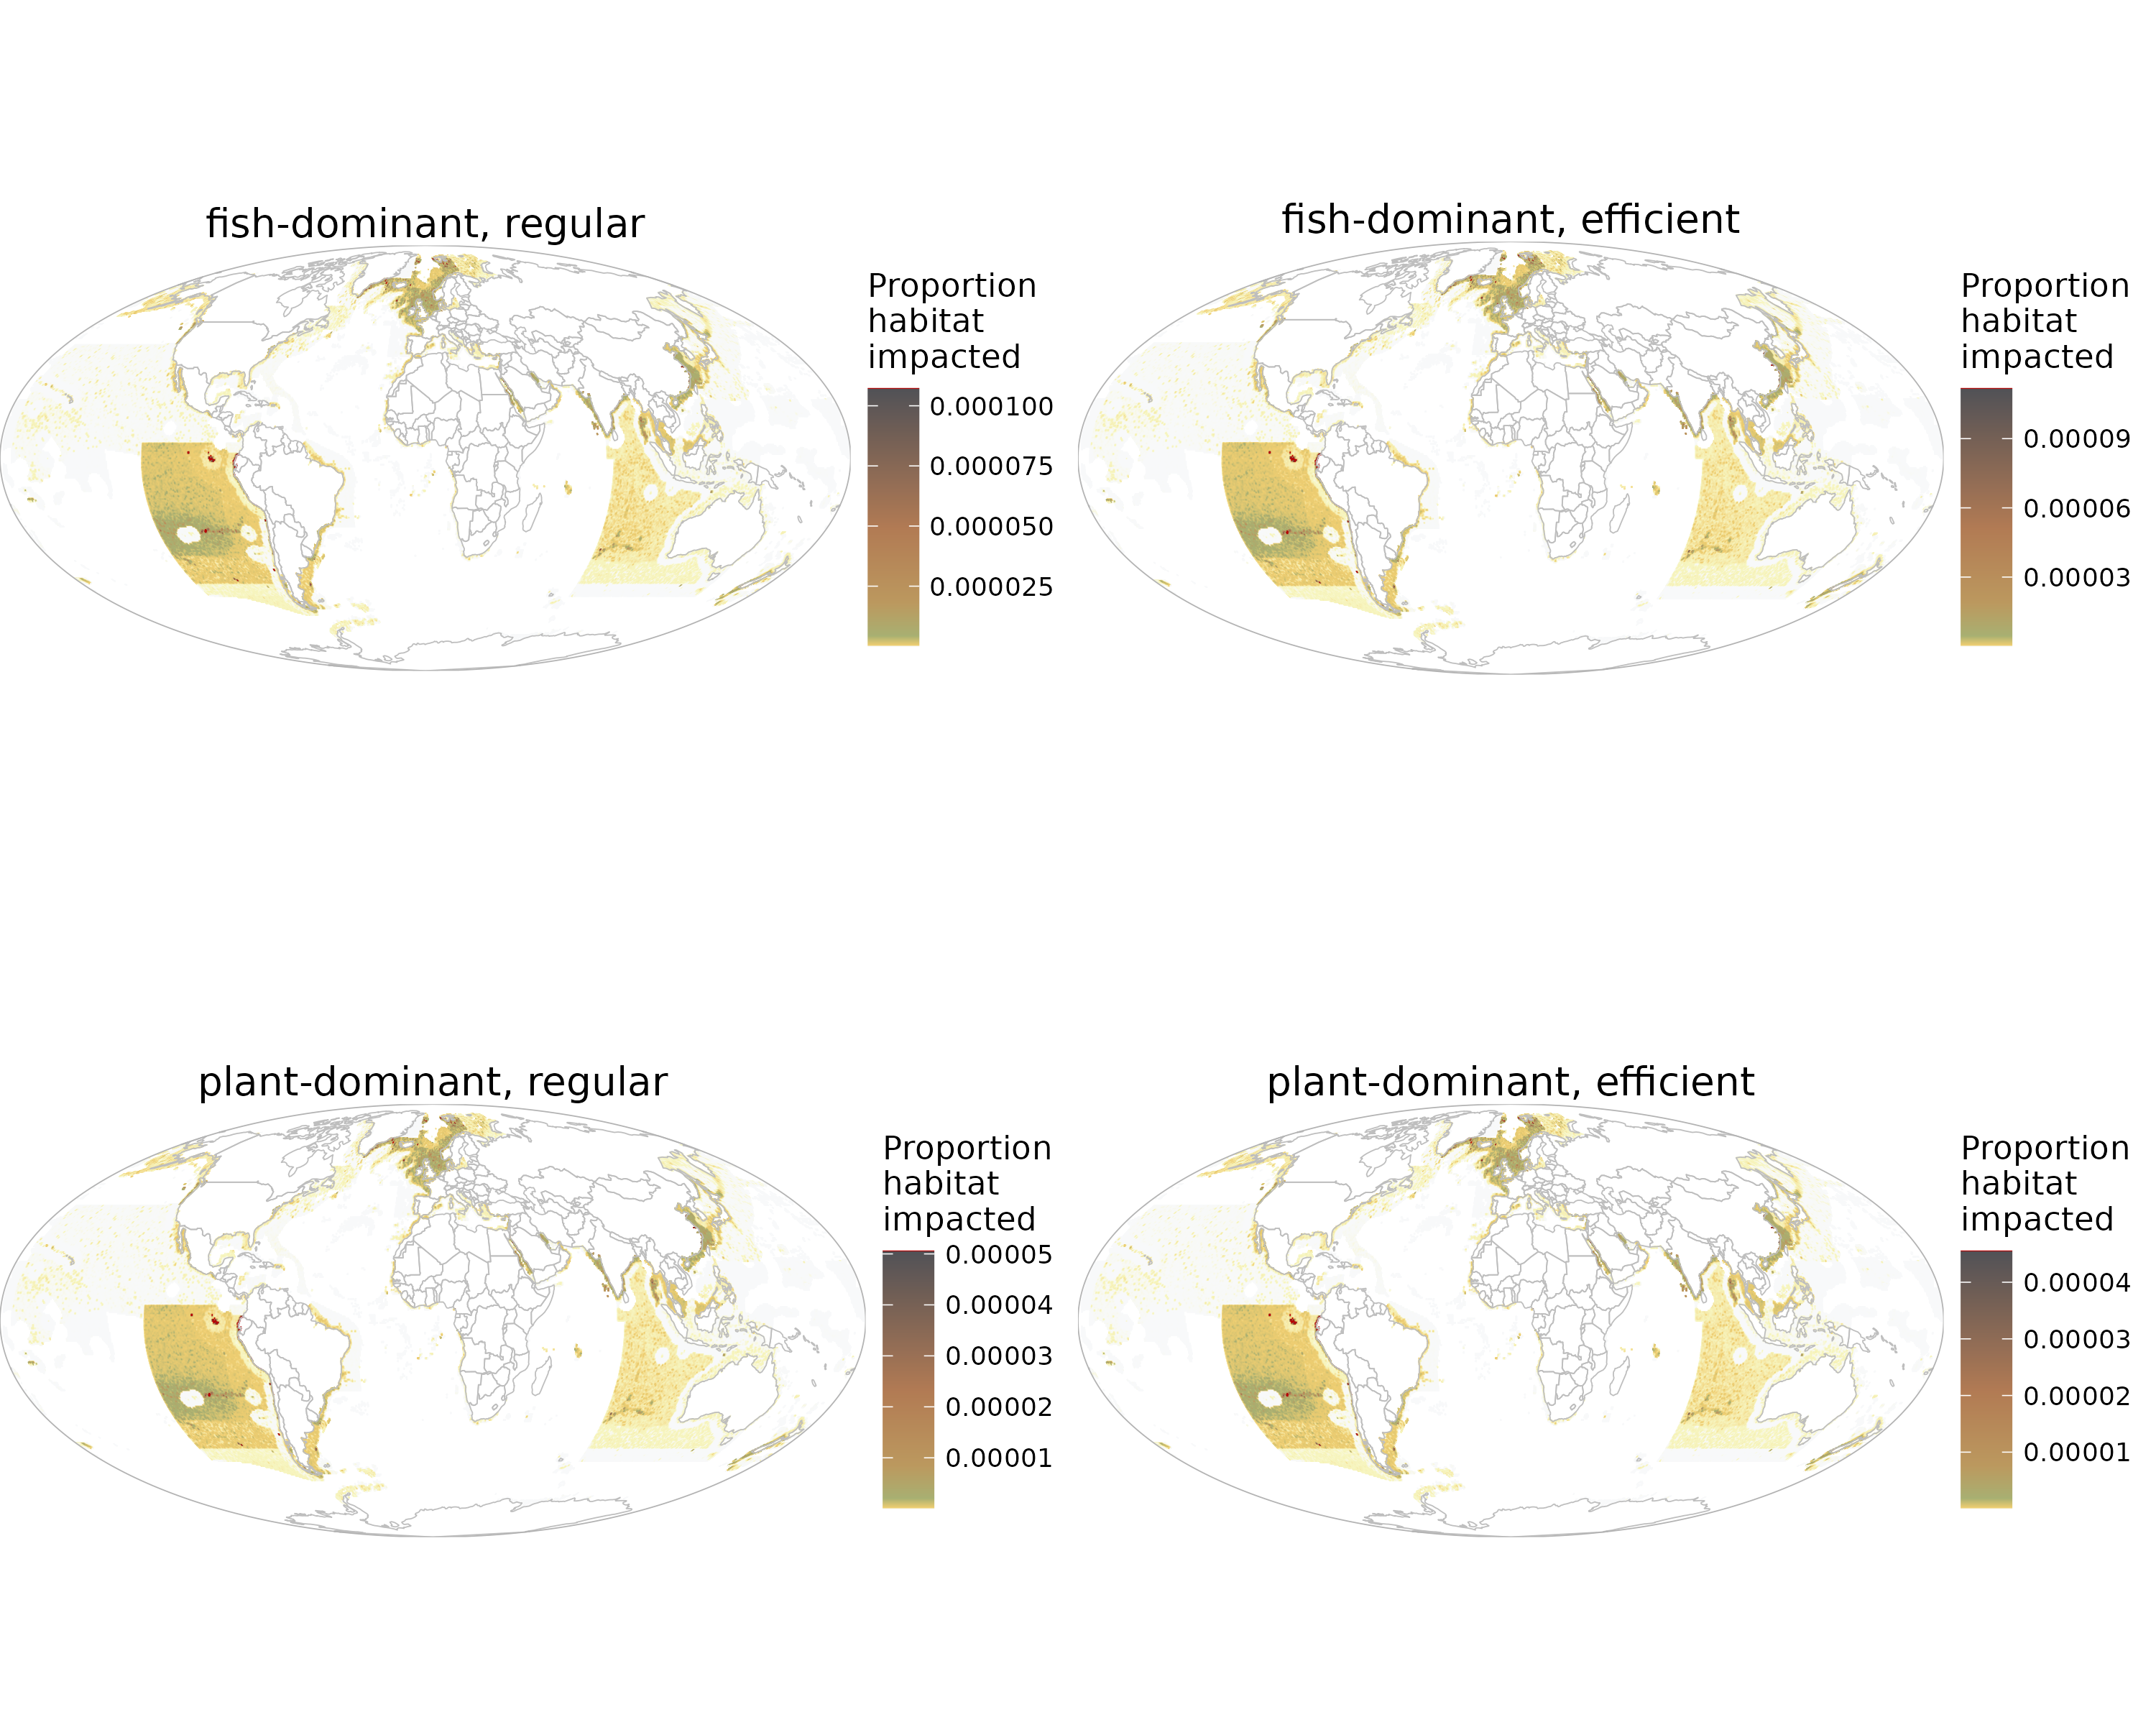 fish-dominant, regular
Proportion
habitat
impacted
0.000100
0.000075
0.000050
0.000025
fish-dominant, efficient
Proportion
habitat
impacted
0.00009
0.00006
0.00003
plant-dominant, regular
Proportion
habitat
impacted
0.00005
0.00004
0.00003
0.00002
0.00001
plant-dominant, efficient
Proportion
habitat
impacted
0.00004
0.00003
0.00002
0.00001